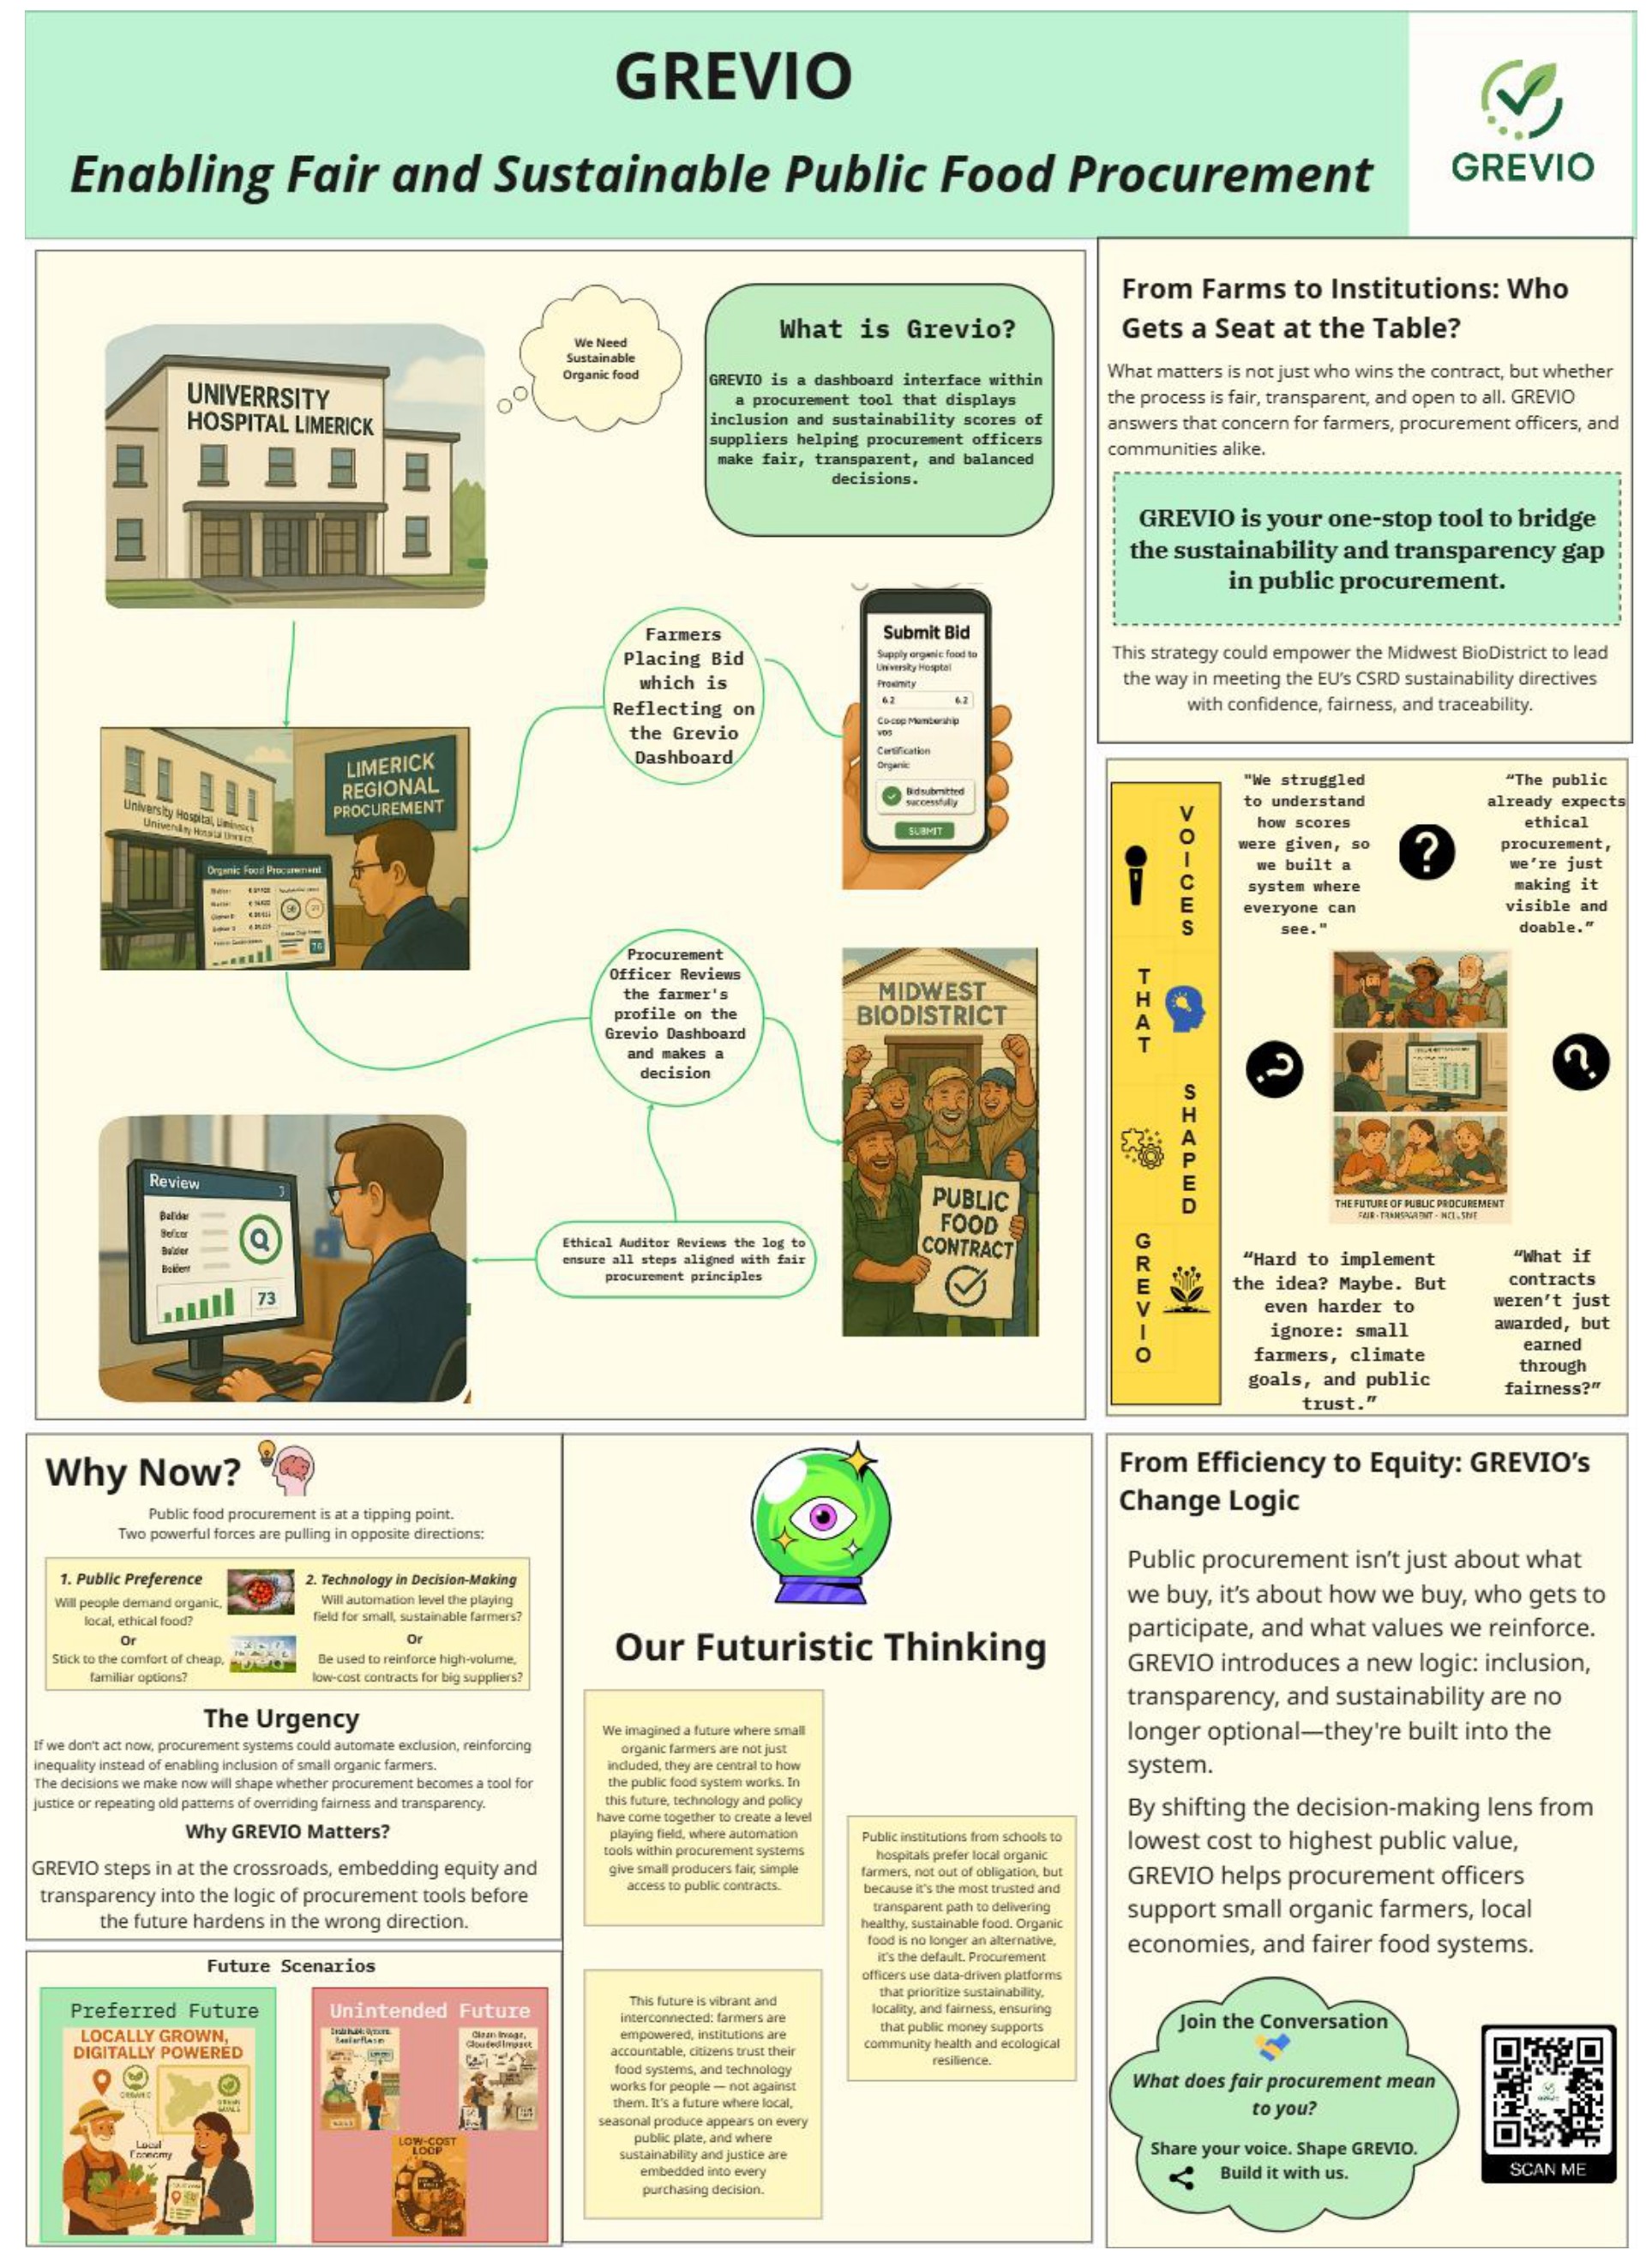 GREVIO
Enabling Fair and Sustainable Public Food Procurement
GREVIO
UNIVERRSITY
HOSPITAL LIMERICK
We Need
Sustainable
Organic food
What is Grevio?
GREVIO is a dashboard interface within
a procurement tool that displays
inclusion and sustainability scores of
suppliers helping procurement officers
make fair, transparent, and balanced
decisions.
Farmers
Placing Bid
which is
Reflecting on
the Grevio
Dashboard
Submit Bid
Supply organic food to
University Hosptal
Proximity
6.2 6.2
Co-cop Membership
Certification
Organic
Bidsubmitted
successfully
SUBMIT
LIMERICK
REGIONAL
PROCUREMENT
University Hospital,
Organic Food Procurement
76
Procurement
Officer Reviews
the farmer's
profile on the
Grevio Dashboard
and makes a
decision
MIDWEST
BIODISTRICT
PUBLIC
FOOD
CONTRACT
Review
73
Ethical Auditor Reviews the log to
ensure all steps aligned with fair
procurement principles
From Farms to Institutions: Who
Gets a Seat at the Table?
What matters is not just who wins the contract, but whether
the process is fair, transparent, and open to all. GREVIO
answers that concern for farmers, procurement officers, and
communities alike.
GREVIO is your one-stop tool to bridge
the sustainability and transparency gap
in public procurement.
This strategy could empower the Midwest BioDistrict to lead
the way in meeting the EU's CSRD sustainability directives
with confidence, fairness, and traceability.
VOICES
THAT
SHAPED
GREVIO
"We struggled
to understand
how scores
were given, so
we built a
system where
everyone can
see."
“The public
already expects
ethical
procurement,
we’re just
making it
visible and
doable.”
THE FUTURE OF PUBLIC PROCUREMENT
FAIR · TRANSPARENT · INCLUSIVE
“Hard to implement
the idea? Maybe. But
even harder to
ignore: small
farmers, climate
goals, and public
trust.”
“What if
contracts
weren’t just
awarded, but
earned
through
fairness?”
Why Now?
Public food procurement is at a tipping point.
Two powerful forces are pulling in opposite directions:
1. Public Preference
Will people demand organic,
local, ethical food?
Or
Stick to the comfort of cheap,
familiar options?
2. Technology in Decision-Making
Will automation level the playing
field for small, sustainable farmers?
Or
Be used to reinforce high-volume,
low-cost contracts for big suppliers?
The Urgency
If we don't act now, procurement systems could automate exclusion, reinforcing
inequality instead of enabling inclusion of small organic farmers.
The decisions we make now will shape whether procurement becomes a tool for
justice or repeating old patterns of overriding fairness and transparency.
Why GREVIO Matters?
GREVIO steps in at the crossroads, embedding equity and
transparency into the logic of procurement tools before
the future hardens in the wrong direction.
Future Scenarios
Preferred Future
LOCALLY GROWN,
DIGITALLY POWERED
ORGANIC
Local
Economy
Unintended Future
Clean Image,
Clouded Impact
LOW-COST
LOOP
Our Futuristic Thinking
We imagined a future where small
organic farmers are not just
included, they are central to how
the public food system works. In
this future, technology and policy
have come together to create a level
playing field, where automation
tools within procurement systems
give small producers fair, simple
access to public contracts.
Public institutions from schools to
hospitals prefer local organic
farmers, not out of obligation, but
because it's the most trusted and
transparent path to delivering
healthy, sustainable food. Organic
food is no longer an alternative,
it's the default. Procurement
officers use data-driven platforms
that prioritize sustainability,
locality, and fairness, ensuring
that public money supports
community health and ecological
resilience.
This future is vibrant and
interconnected: farmers are
empowered, institutions are
accountable, citizens trust their
food systems, and technology
works for people — not against
them. It's a future where local,
seasonal produce appears on every
public plate, and where
sustainability and justice are
embedded into every
purchasing decision.
From Efficiency to Equity: GREVIO’s
Change Logic
Public procurement isn’t just about what
we buy, it’s about how we buy, who gets to
participate, and what values we reinforce.
GREVIO introduces a new logic: inclusion,
transparency, and sustainability are no
longer optional—they're built into the
system.
By shifting the decision-making lens from
lowest cost to highest public value,
GREVIO helps procurement officers
support small organic farmers, local
economies, and fairer food systems.
Join the Conversation
What does fair procurement mean
to you?
Share your voice. Shape GREVIO.
Build it with us.
SCAN ME